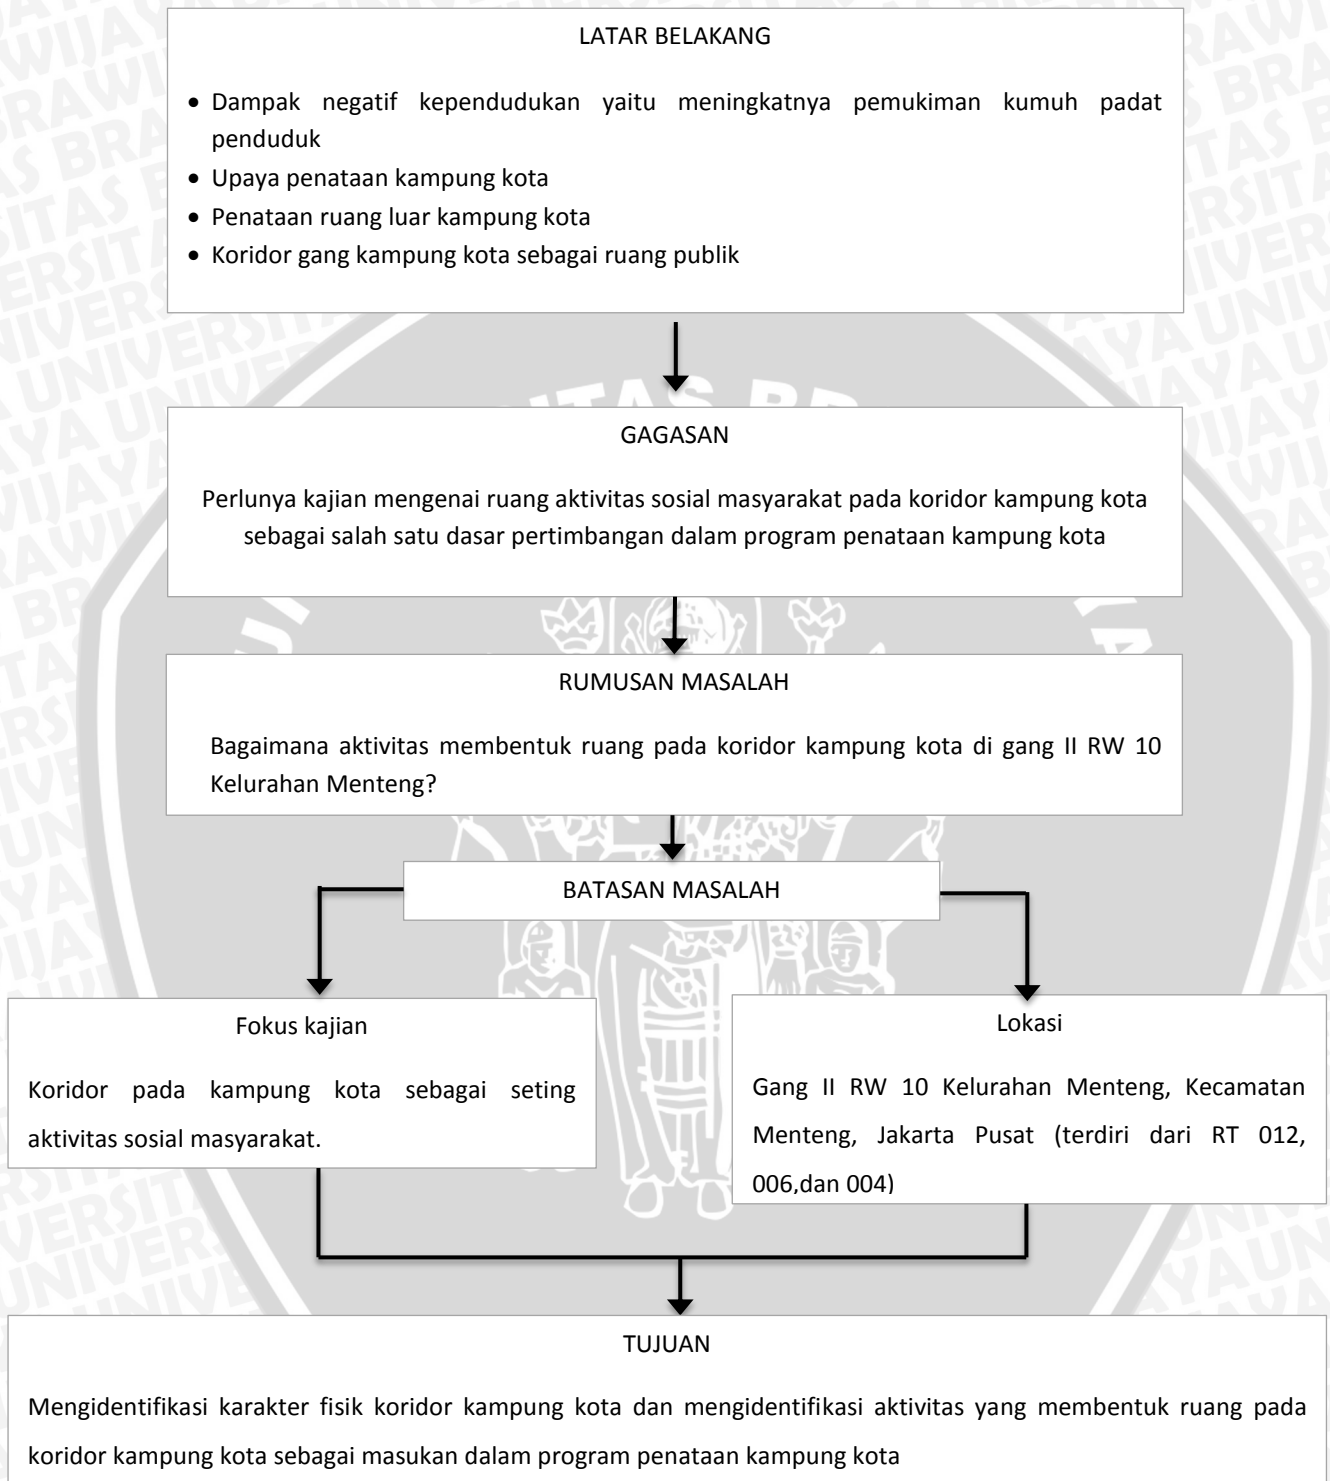 LATAR BELAKANG
• Dampak negatif kependudukan yaitu meningkatnya pemukiman kumuh padat
penduduk
• Upaya penataan kampung kota
• Penataan ruang luar kampung kota
• Koridor gang kampung kota sebagai ruang publik
GAGASAN
Perlunya kajian mengenai ruang aktivitas sosial masyarakat pada koridor kampung kota
sebagai salah satu dasar pertimbangan dalam program penataan kampung kota
RUMUSAN MASALAH
Bagaimana aktivitas membentuk ruang pada koridor kampung kota di gang II RW 10
Kelurahan Menteng?
BATASAN MASALAH
Fokus kajian
Koridor pada kampung kota sebagai seting
aktivitas sosial masyarakat.
Lokasi
Gang II RW 10 Kelurahan Menteng, Kecamatan
Menteng, Jakarta Pusat (terdiri dari RT 012,
006,dan 004)
TUJUAN
Mengidentifikasi karakter fisik koridor kampung kota dan mengidentifikasi aktivitas yang membentuk ruang pada
koridor kampung kota sebagai masukan dalam program penataan kampung kota